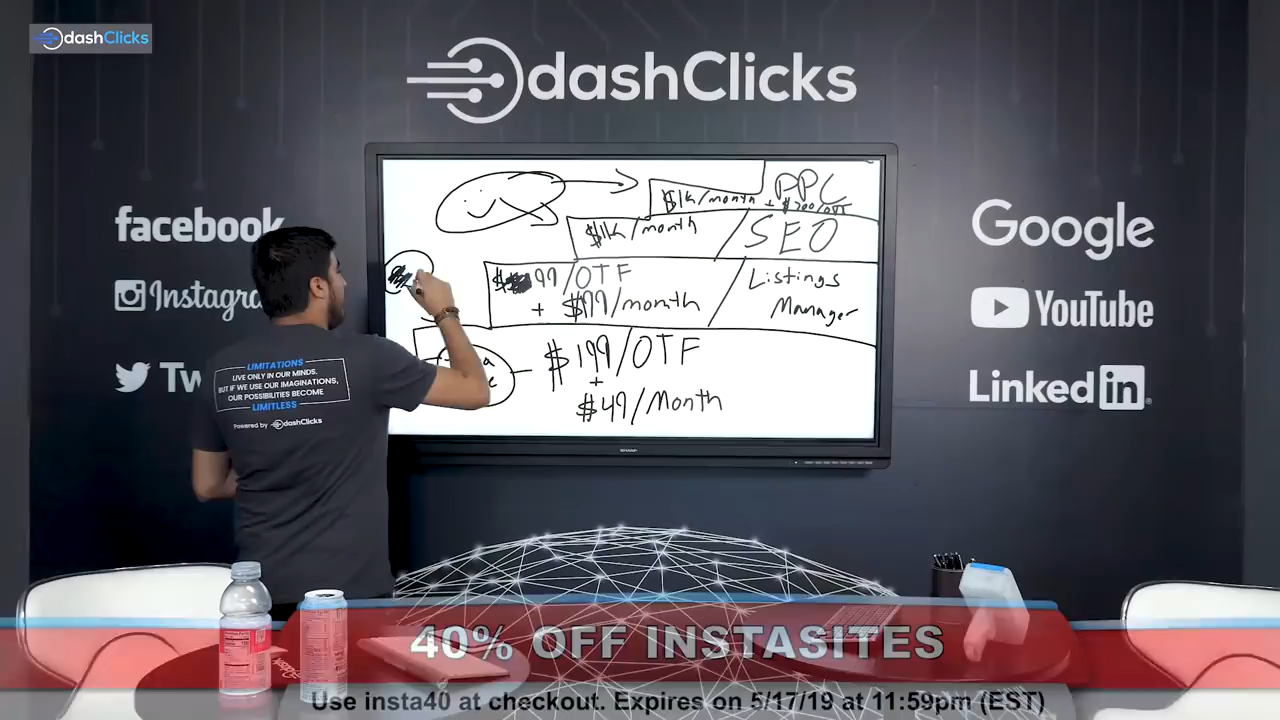 dashClicks
dashClicks
facebook
Instagra
Tw
Google
YouTube
Linked in
PPC
$1k/month
SEO
$1k/month
99/OTF
+ $99/month
Listings
Manager
$199/OTF
+
$49/Month
SHARP
LIMITATIONS
LIVE ONLY IN OUR MINDS.
BUT IF WE USE OUR IMAGINATIONS,
OUR POSSIBILITIES BECOME
LIMITLESS
Powered by dashClicks
40% OFF INSTASITES
Use insta40 at checkout. Expires on 5/17/19 at 11:59pm (EST)